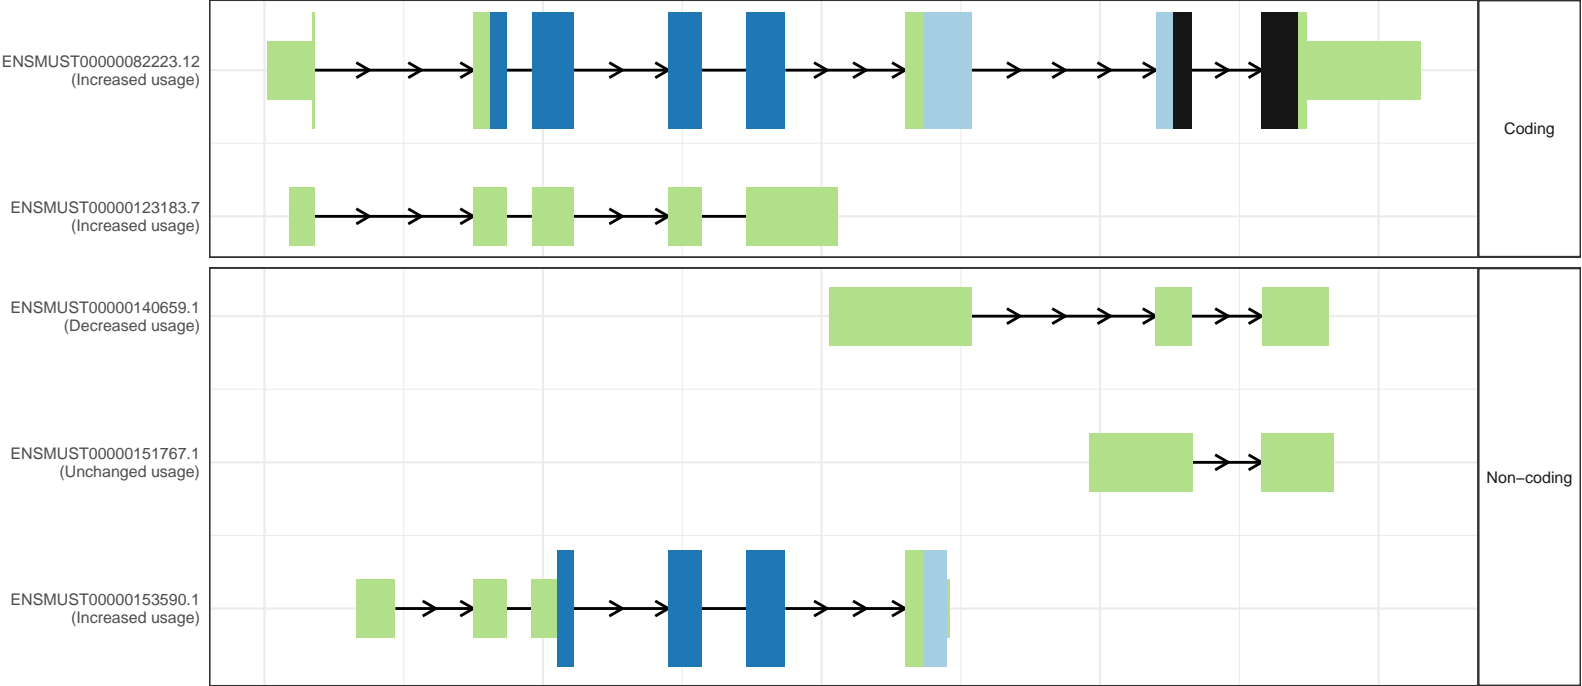 ENSMUST00000082223.12
(Increased usage)
Coding
ENSMUST00000123183.7
(Increased usage)
ENSMUST00000140659.1
(Decreased usage)
ENSMUST00000151767.1
(Unchanged usage)
Non−coding
ENSMUST00000153590.1
(Increased usage)